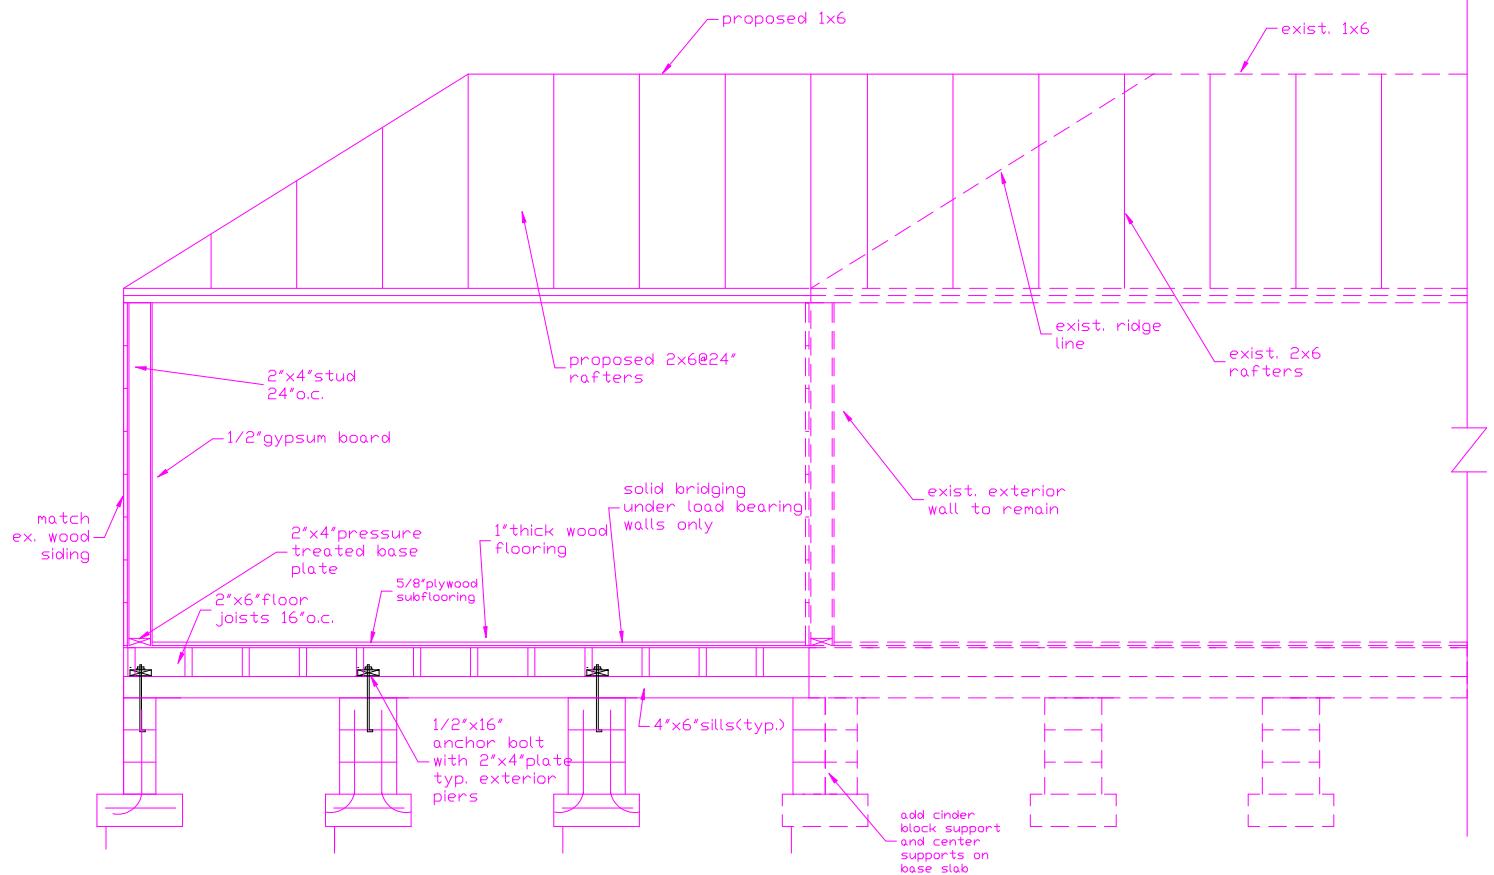 proposed 1x6
exist. 1x6
exist. ridge
line
exist. 2x6
rafters
proposed 2x6@24"
rafters
2"x4"stud
24"o.c.
1/2"gypsum board
solid bridging
under load bearing
walls only
exist. exterior
wall to remain
match
ex. wood
siding
2"x4"pressure
treated base
plate
1"thick wood
flooring
5/8"plywood
subflooring
2"x6"floor
joists 16"o.c.
1/2"x16"
anchor bolt
with 2"x4"plate
typ. exterior
piers
4"x6"sills(typ.)
add cinder
block support
and center
supports on
base slab